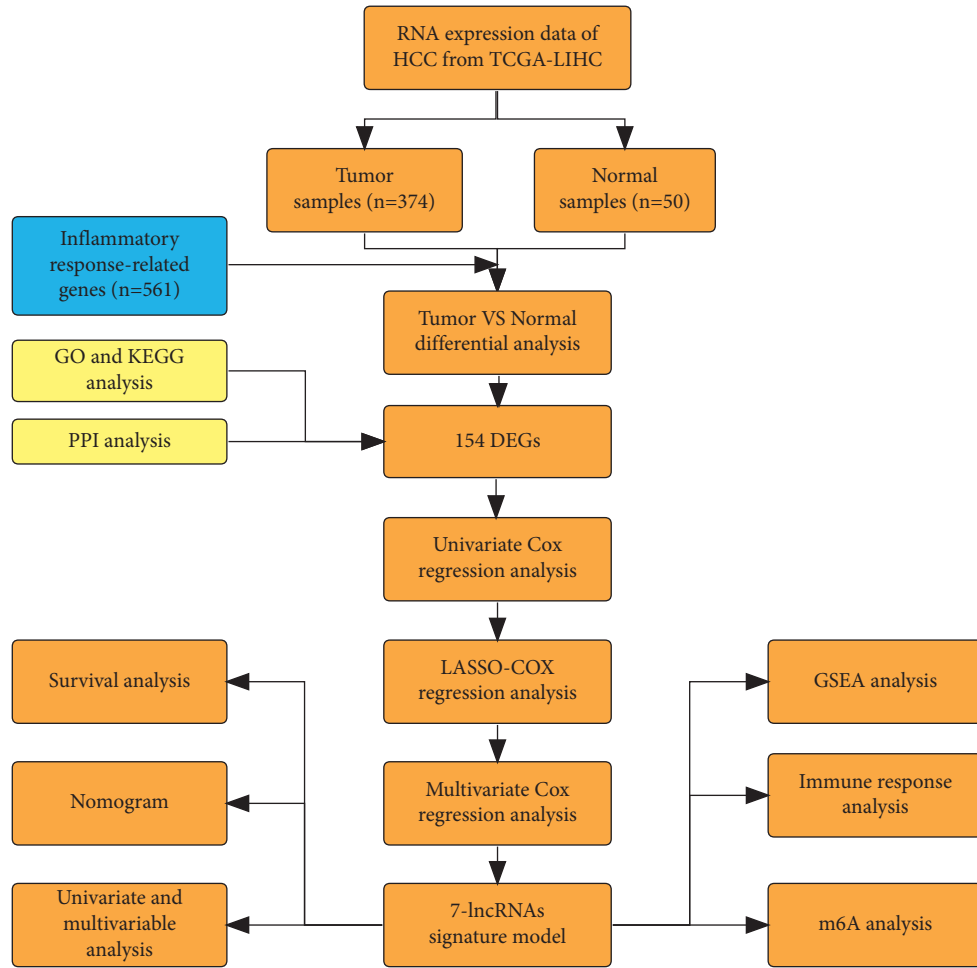 RNA expression data of
HCC from TCGA-LIHC
Tumor
samples (n=374)
Normal
samples (n=50)
Inflammatory
response-related
genes (n=561)
Tumor VS Normal
differential analysis
GO and KEGG
analysis
PPI analysis
154 DEGs
Univariate Cox
regression analysis
Survival analysis
LASSO-COX
regression analysis
GSEA analysis
Nomogram
Multivariate Cox
regression analysis
Immune response
analysis
Univariate and
multivariable
analysis
7-lncRNAs
signature model
m6A analysis